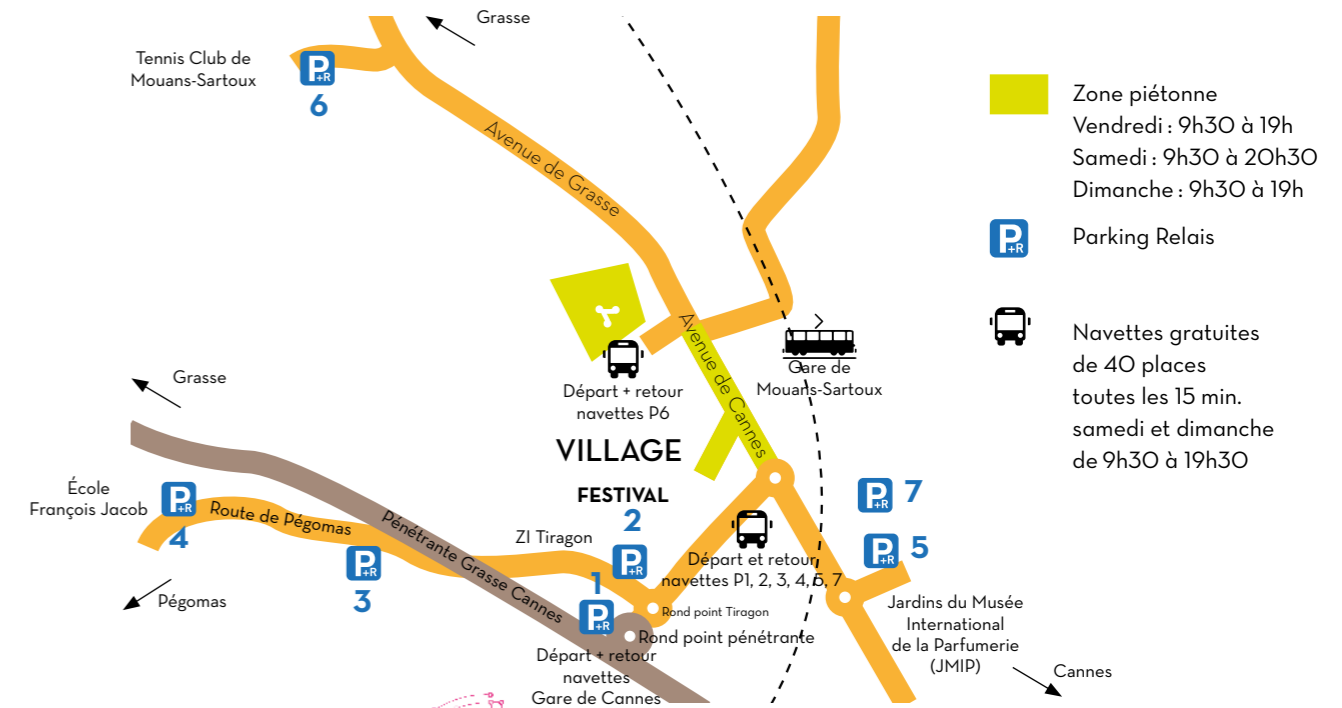 Grasse
Tennis Club de
Mouans-Sartoux
P
+R
6
Avenue de Grasse
Zone piétonne
Vendredi : 9h30 à 19h
Samedi : 9h30 à 20h30
Dimanche : 9h30 à 19h
P
+R
Parking Relais
Navettes gratuites
de 40 places
toutes les 15 min.
samedi et dimanche
de 9h30 à 19h30
Avenue de Cannes
Gare de
Mouans-Sartoux
Départ + retour
navettes P6
VILLAGE
FESTIVAL
Grasse
École
François Jacob
P
+R
4
Route de Pégomas
Pénétrante Grasse Cannes
P
+R
3
Pégomas
ZI Tiragon
2
P
+R
1
P
+R
Départ et retour
navettes P1, 2, 3, 4, 5, 7
P
+R
7
P
+R
5
Rond point Tiragon
Rond point pénétrante
Départ + retour
navettes
Gare de Cannes
Jardins du Musée
International
de la Parfumerie
(JMIP)
Cannes